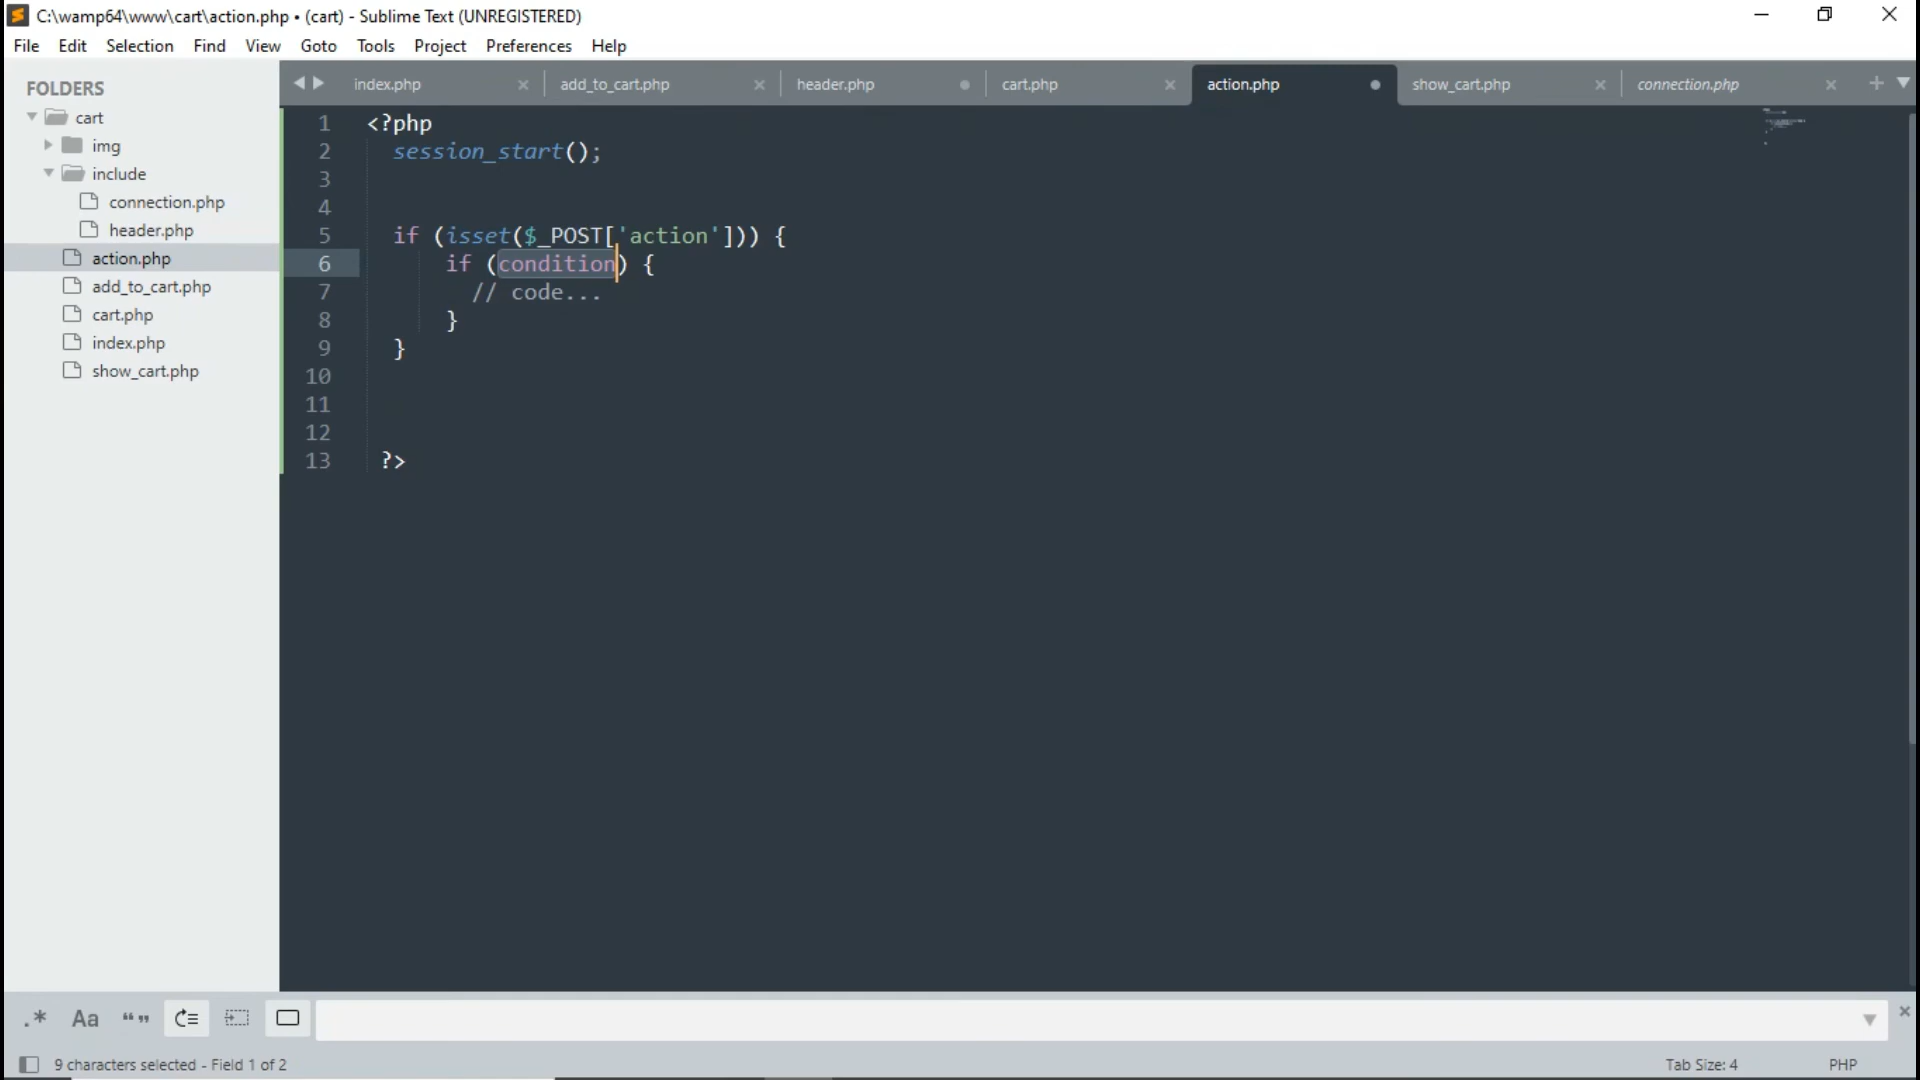 C:\wamp64\www\cart\action.php • (cart) - Sublime Text (UNREGISTERED)
File Edit Selection Find View Goto Tools Project Preferences Help
FOLDERS
cart
img
include
connection.php
header.php
action.php
add_to_cart.php
cart.php
index.php
show_cart.php
index.php add_to_cart.php header.php cart.php action.php show_cart.php connection.php
1 <?php
2 session_start();
3
4
5 if (isset($_POST['action'])) {
6 if (condition) {
7 // code...
8 }
9 }
10
11
12
13 ?>
.* Aa “”
9 characters selected - Field 1 of 2 Tab Size: 4 PHP